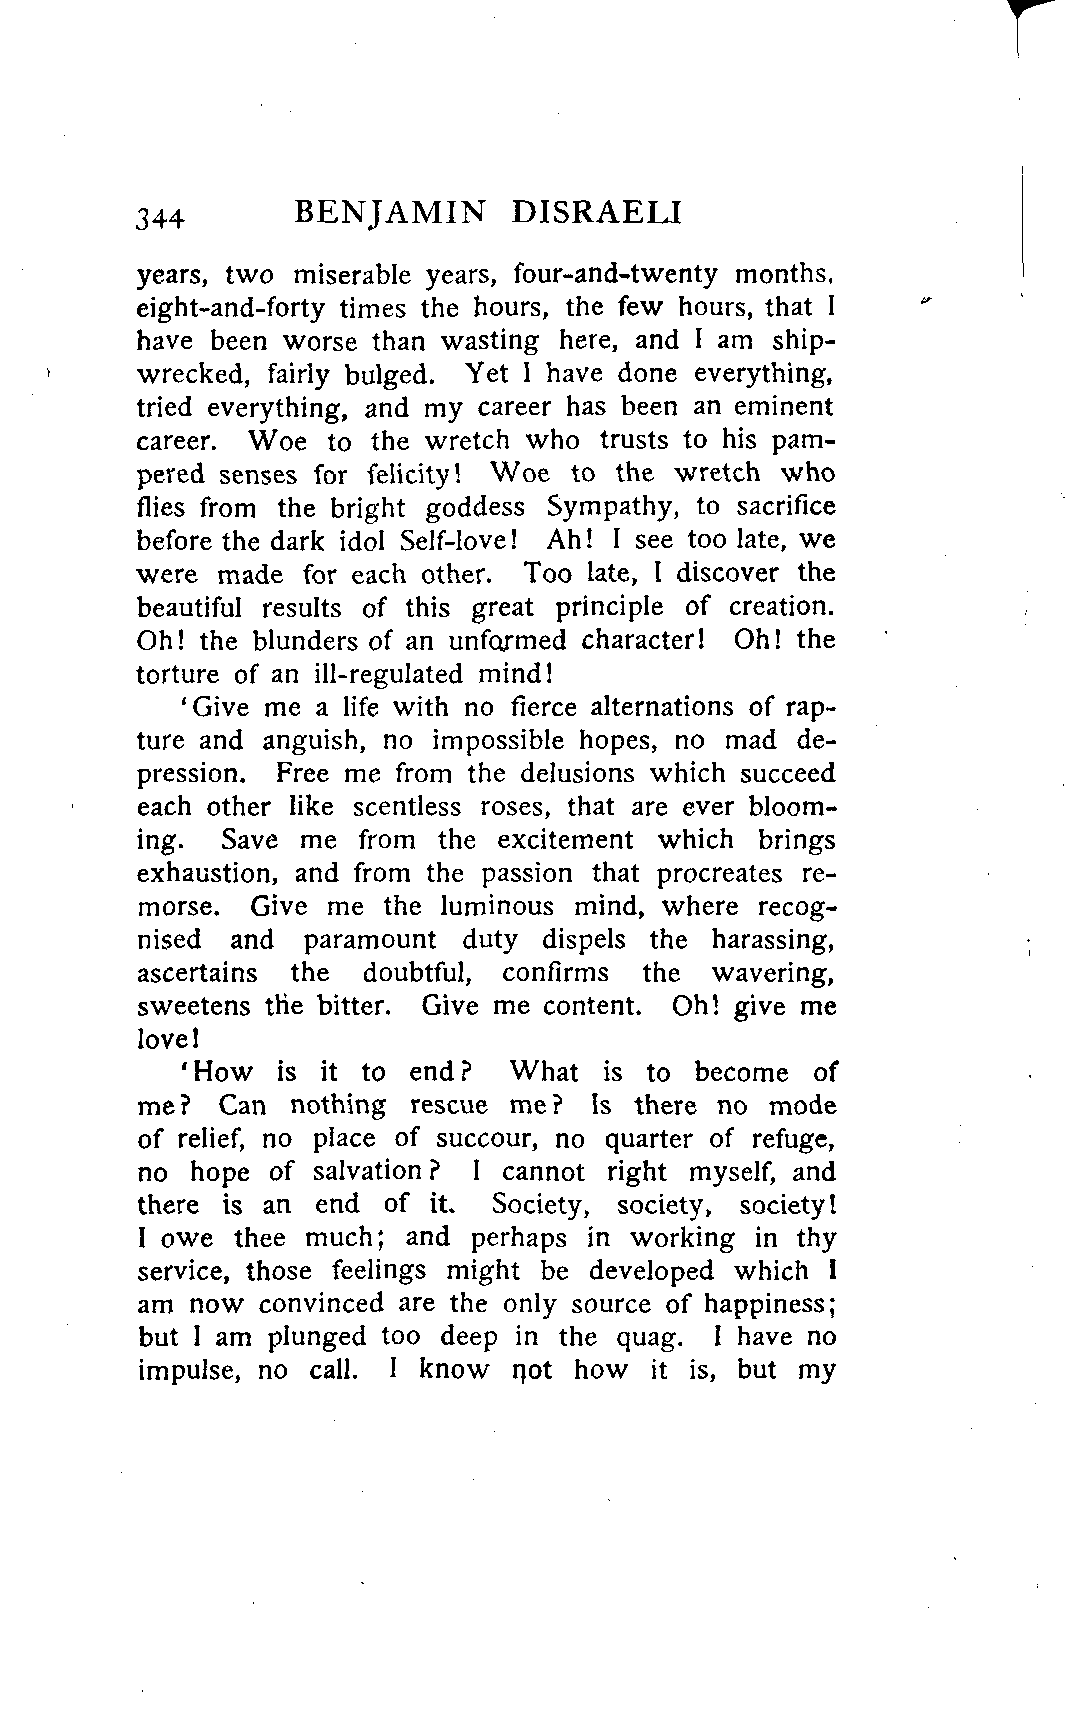 344 BENJAMIN DISRAELI
years, two miserable years, four-and-twenty months,
eight-and-forty times the hours, the few hours, that I
have been worse than wasting here, and I am ship-
wrecked, fairly bulged. Yet I have done everything,
tried everything, and my career has been an eminent
career. Woe to the wretch who trusts to his pam-
pered senses for felicity! Woe to the wretch who
flies from the bright goddess Sympathy, to sacrifice
before the dark idol Self-love! Ah! I see too late, we
were made for each other. Too late, I discover the
beautiful results of this great principle of creation.
Oh! the blunders of an unformed character! Oh! the
torture of an ill-regulated mind!
'Give me a life with no fierce alternations of rap-
ture and anguish, no impossible hopes, no mad de-
pression. Free me from the delusions which succeed
each other like scentless roses, that are ever bloom-
ing. Save me from the excitement which brings
exhaustion, and from the passion that procreates re-
morse. Give me the luminous mind, where recog-
nised and paramount duty dispels the harassing,
ascertains the doubtful, confirms the wavering,
sweetens the bitter. Give me content. Oh! give me
love!
'How is it to end? What is to become of
me? Can nothing rescue me? Is there no mode
of relief, no place of succour, no quarter of refuge,
no hope of salvation? I cannot right myself, and
there is an end of it. Society, society, society!
I owe thee much; and perhaps in working in thy
service, those feelings might be developed which I
am now convinced are the only source of happiness;
but I am plunged too deep in the quag. I have no
impulse, no call. I know not how it is, but my